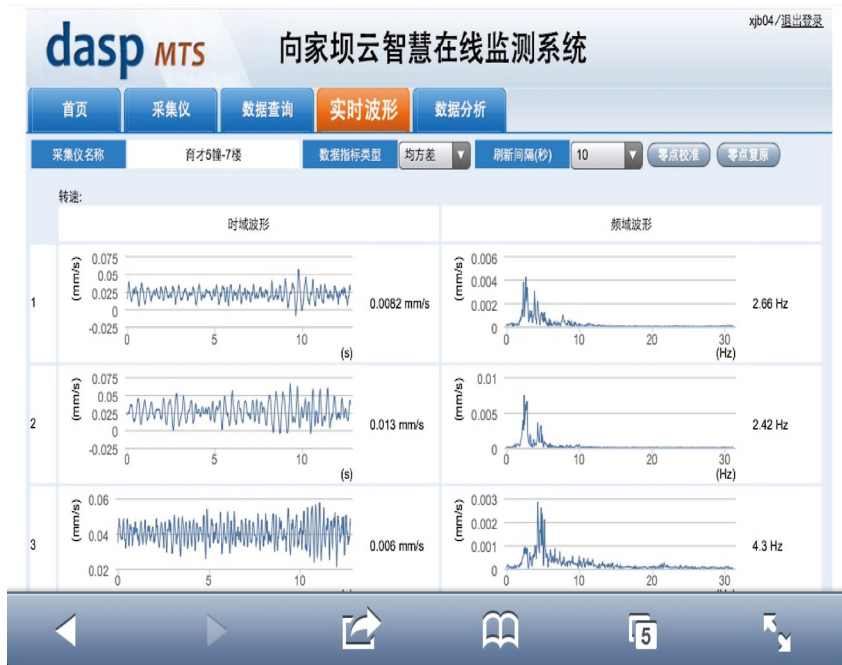 xjb04/退出登录
dasp MTS 向家坝云智慧在线监测系统
首页 采集仪 数据查询 实时波形 数据分析
采集仪名称 育才5幢-7楼 数据指标类型 均方差 刷新间隔(秒) 10 零点校准 零点复原
转速:
时域波形 频域波形
1
(mm/s)
0.075
0.05
0.025
0
-0.025
0 5 10
(s)
0.0082 mm/s
(mm/s)
0.006
0.004
0.002
0
0 10 20 30
(Hz)
2.66 Hz
2
(mm/s)
0.075
0.05
0.025
0
-0.025
0 5 10
(s)
0.013 mm/s
(mm/s)
0.01
0.005
0
0 10 20 30
(Hz)
2.42 Hz
3
(mm/s)
0.06
0.04
0.02
0 5 10
0.006 mm/s
(mm/s)
0.003
0.002
0.001
0
0 10 20 30
4.3 Hz
5